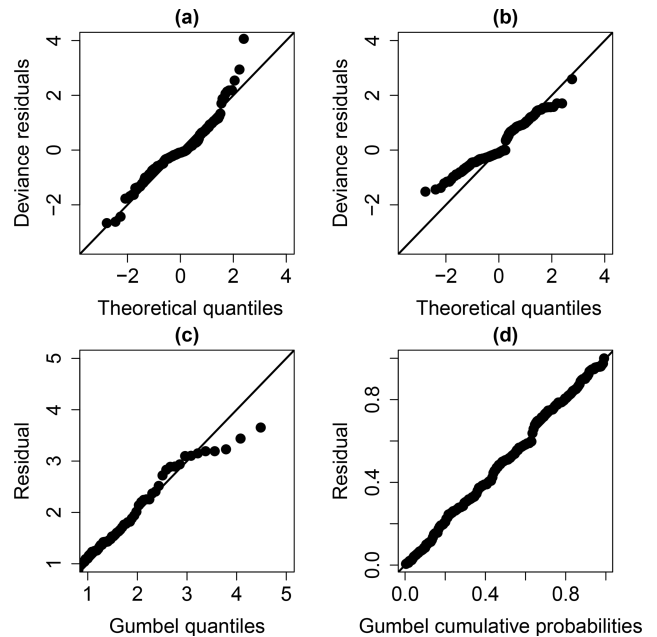 (a)
Deviance residuals
4
2
0
−2
−2 0 2 4
Theoretical quantiles
(b)
Deviance residuals
4
2
0
−2
−2 0 2 4
Theoretical quantiles
(c)
Residual
5
4
3
2
1
1 2 3 4 5
Gumbel quantiles
(d)
Residual
0.8
0.4
0.0
0.0 0.4 0.8
Gumbel cumulative probabilities